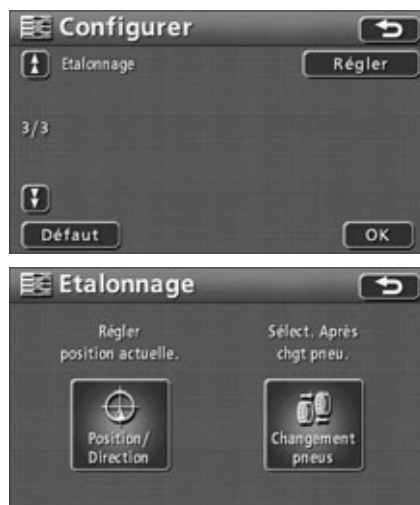 Configurer
Etalonnage
Régler
3/3
Défaut
OK
Etalonnage
Régler
position actuelle.
Sélect. Après
chgt pneu.
Position/
Direction
Changement
pneus